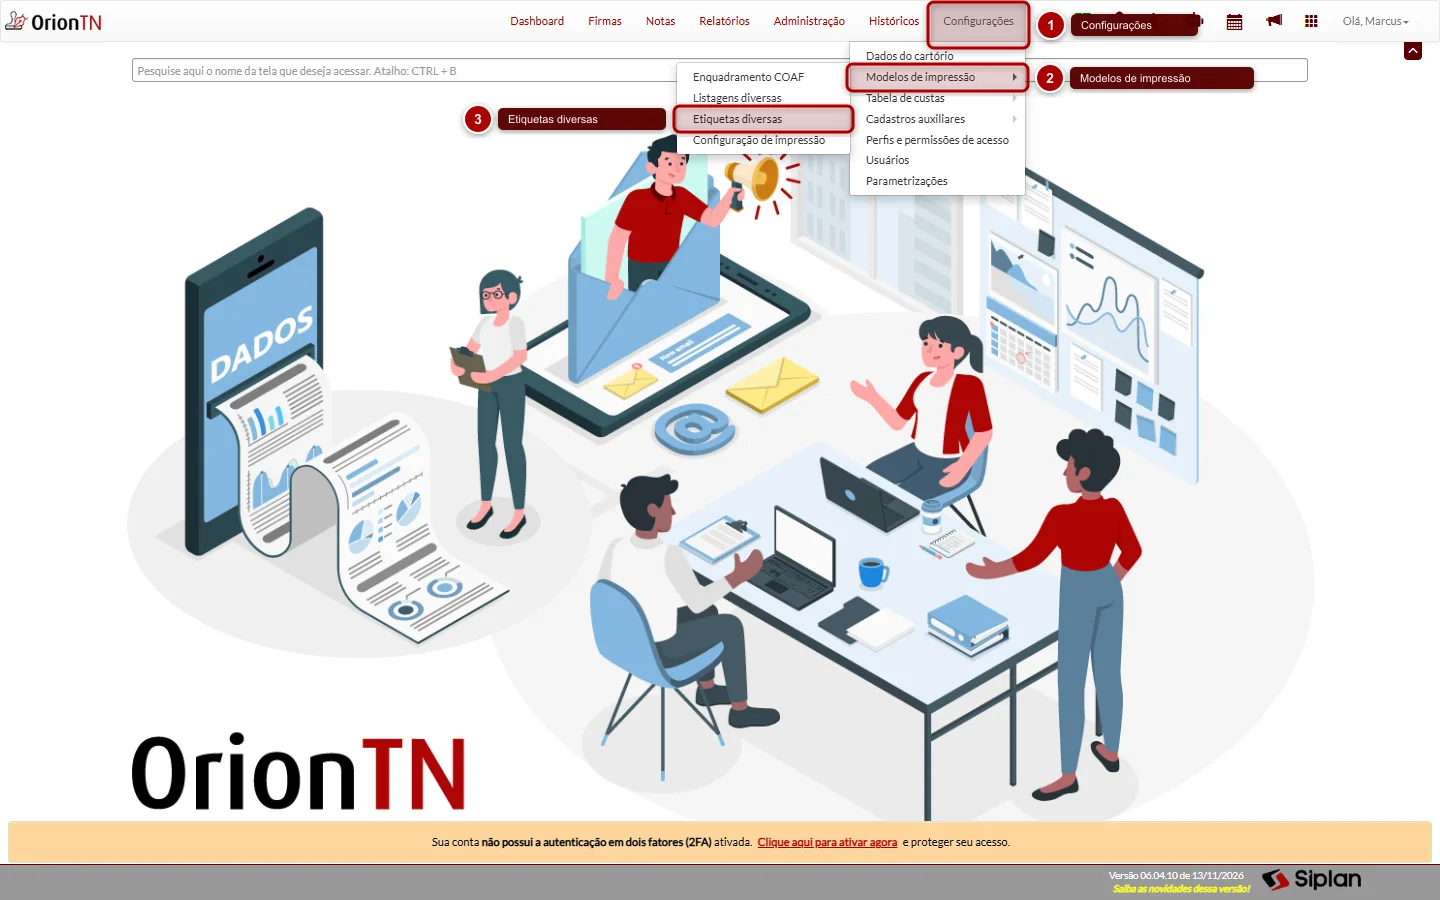 OrionTN
Dashboard
Firmas
Notas
Relatórios
Administração
Históricos
Configurações
1
Configurações
Olá, Marcus
Pesquise aqui o nome da tela que deseja acessar. Atalho: CTRL + B
Dados do cartório
Modelos de impressão
2
Modelos de impressão
Tabela de custas
Cadastros auxiliares
Perfis e permissões de acesso
Usuários
Parametrizações
Enquadramento COAF
Listagens diversas
3
Etiquetas diversas
Etiquetas diversas
Configuração de impressão
DADOS
New email
@
OrionTN
Sua conta não possui a autenticação em dois fatores (2FA) ativada. Clique aqui para ativar agora e proteger seu acesso.
Versão 06.04.10 de 13/11/2026
Saiba as novidades dessa versão!
Siplan